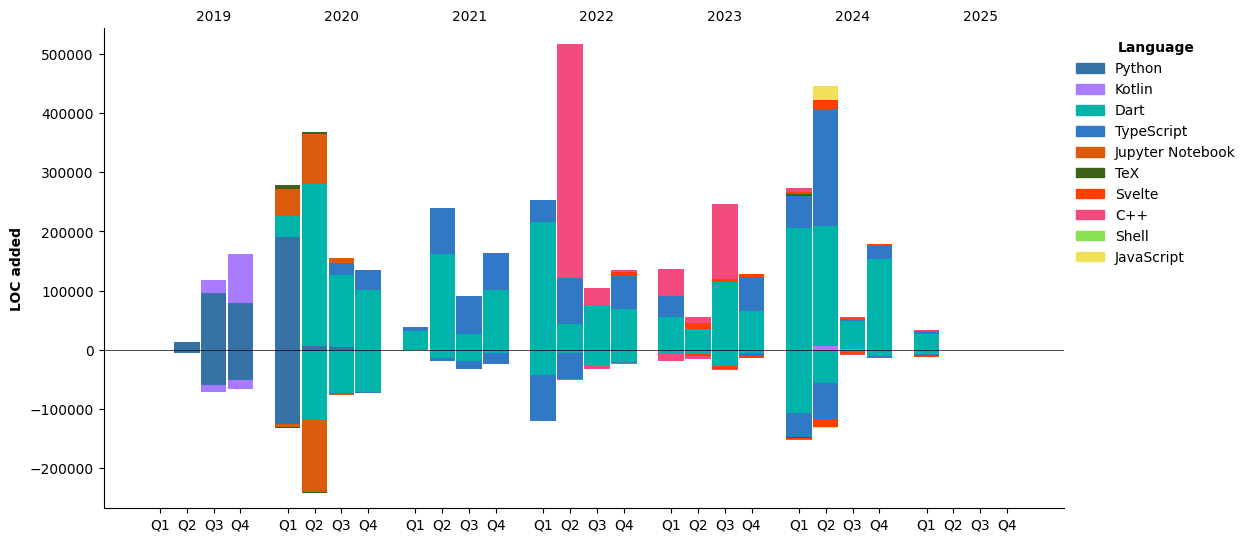 2019 2020 2021 2022 2023 2024 2025
LOC added
500000
400000
300000
200000
100000
0
−100000
−200000
Q1 Q2 Q3 Q4 Q1 Q2 Q3 Q4 Q1 Q2 Q3 Q4 Q1 Q2 Q3 Q4 Q1 Q2 Q3 Q4 Q1 Q2 Q3 Q4 Q1 Q2 Q3 Q4
Language
Python
Kotlin
Dart
TypeScript
Jupyter Notebook
TeX
Svelte
C++
Shell
JavaScript